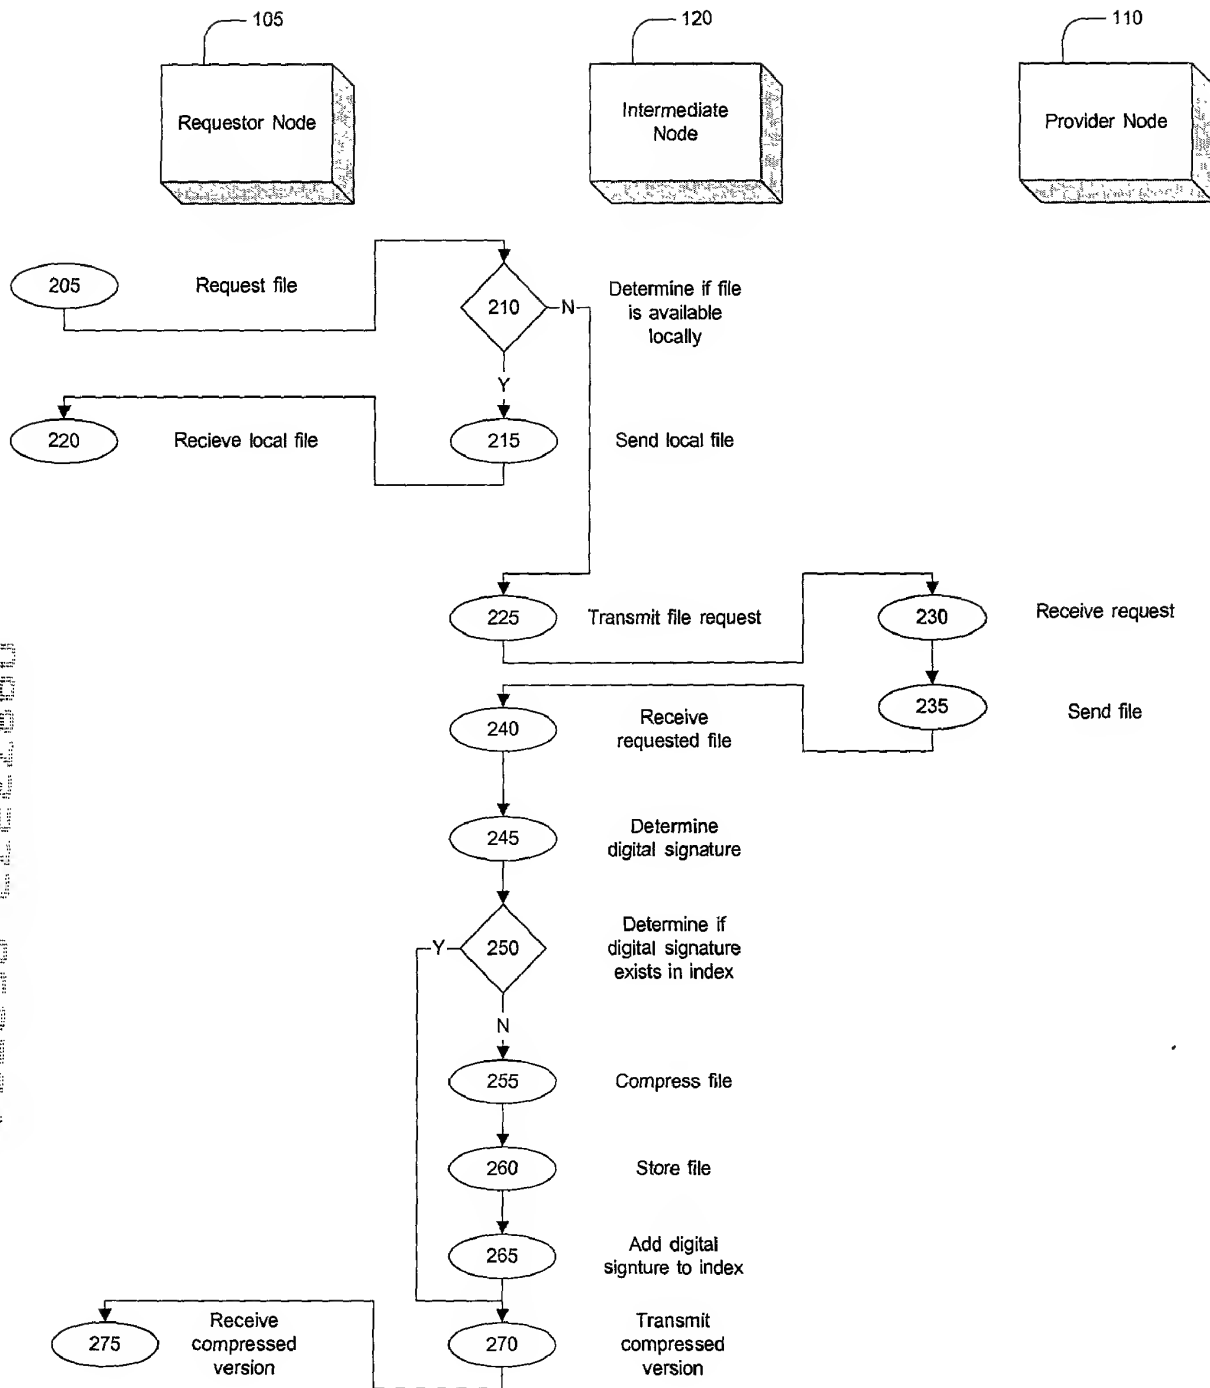 105
120
110
Requestor Node
Intermediate
Node
Provider Node
205
Request file
210
N
Determine if file
is available
locally
Y
220
Recieve local file
215
Send local file
225
Transmit file request
230
Receive request
240
Receive
requested file
235
Send file
245
Determine
digital signature
Y
250
Determine if
digital signature
exists in index
N
255
Compress file
260
Store file
265
Add digital
signture to index
275
Receive
compressed
version
270
Transmit
compressed
version